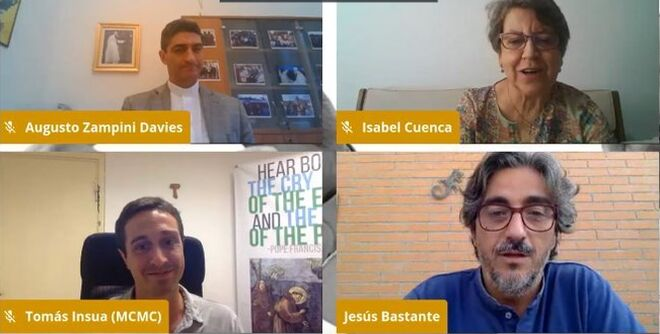 Augusto Zampini Davies
Isabel Cuenca
HEAR BO
THE CRY
OF THE E
AND THE
OF THE P
-POPE FRANCIS
Tomás Insua (MCMC)
Jesús Bastante